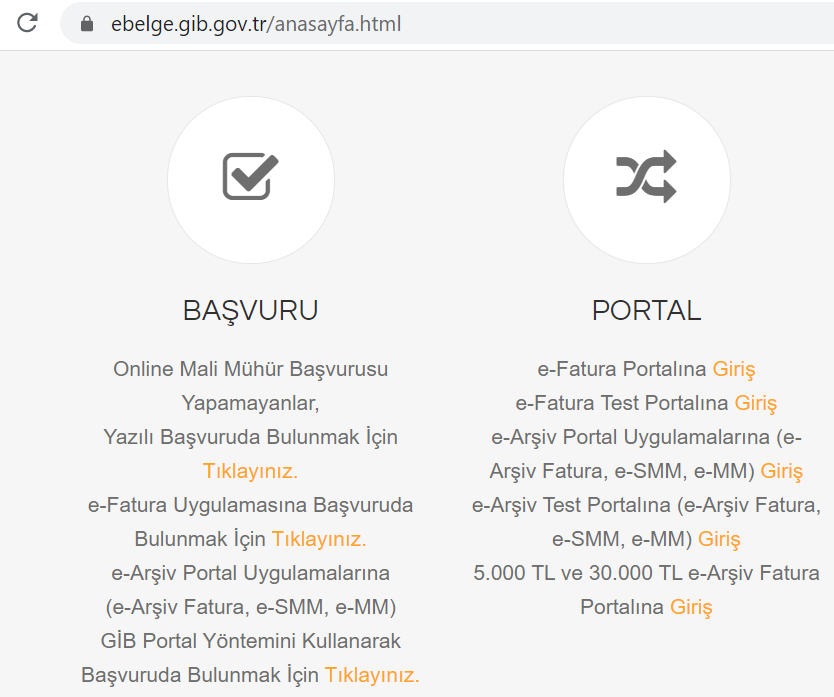 ebelge.gib.gov.tr/anasayfa.html
BAŞVURU
Online Mali Mühür Başvurusu
Yapamayanlar,
Yazılı Başvuruda Bulunmak İçin
Tıklayınız.
e-Fatura Uygulamasına Başvuruda
Bulunmak İçin Tıklayınız.
e-Arşiv Portal Uygulamalarına
(e-Arşiv Fatura, e-SMM, e-MM)
GİB Portal Yöntemini Kullanarak
Başvuruda Bulunmak İçin Tıklayınız.
PORTAL
e-Fatura Portalına Giriş
e-Fatura Test Portalına Giriş
e-Arşiv Portal Uygulamalarına (e-
Arşiv Fatura, e-SMM, e-MM) Giriş
e-Arşiv Test Portalına (e-Arşiv Fatura,
e-SMM, e-MM) Giriş
5.000 TL ve 30.000 TL e-Arşiv Fatura
Portalına Giriş